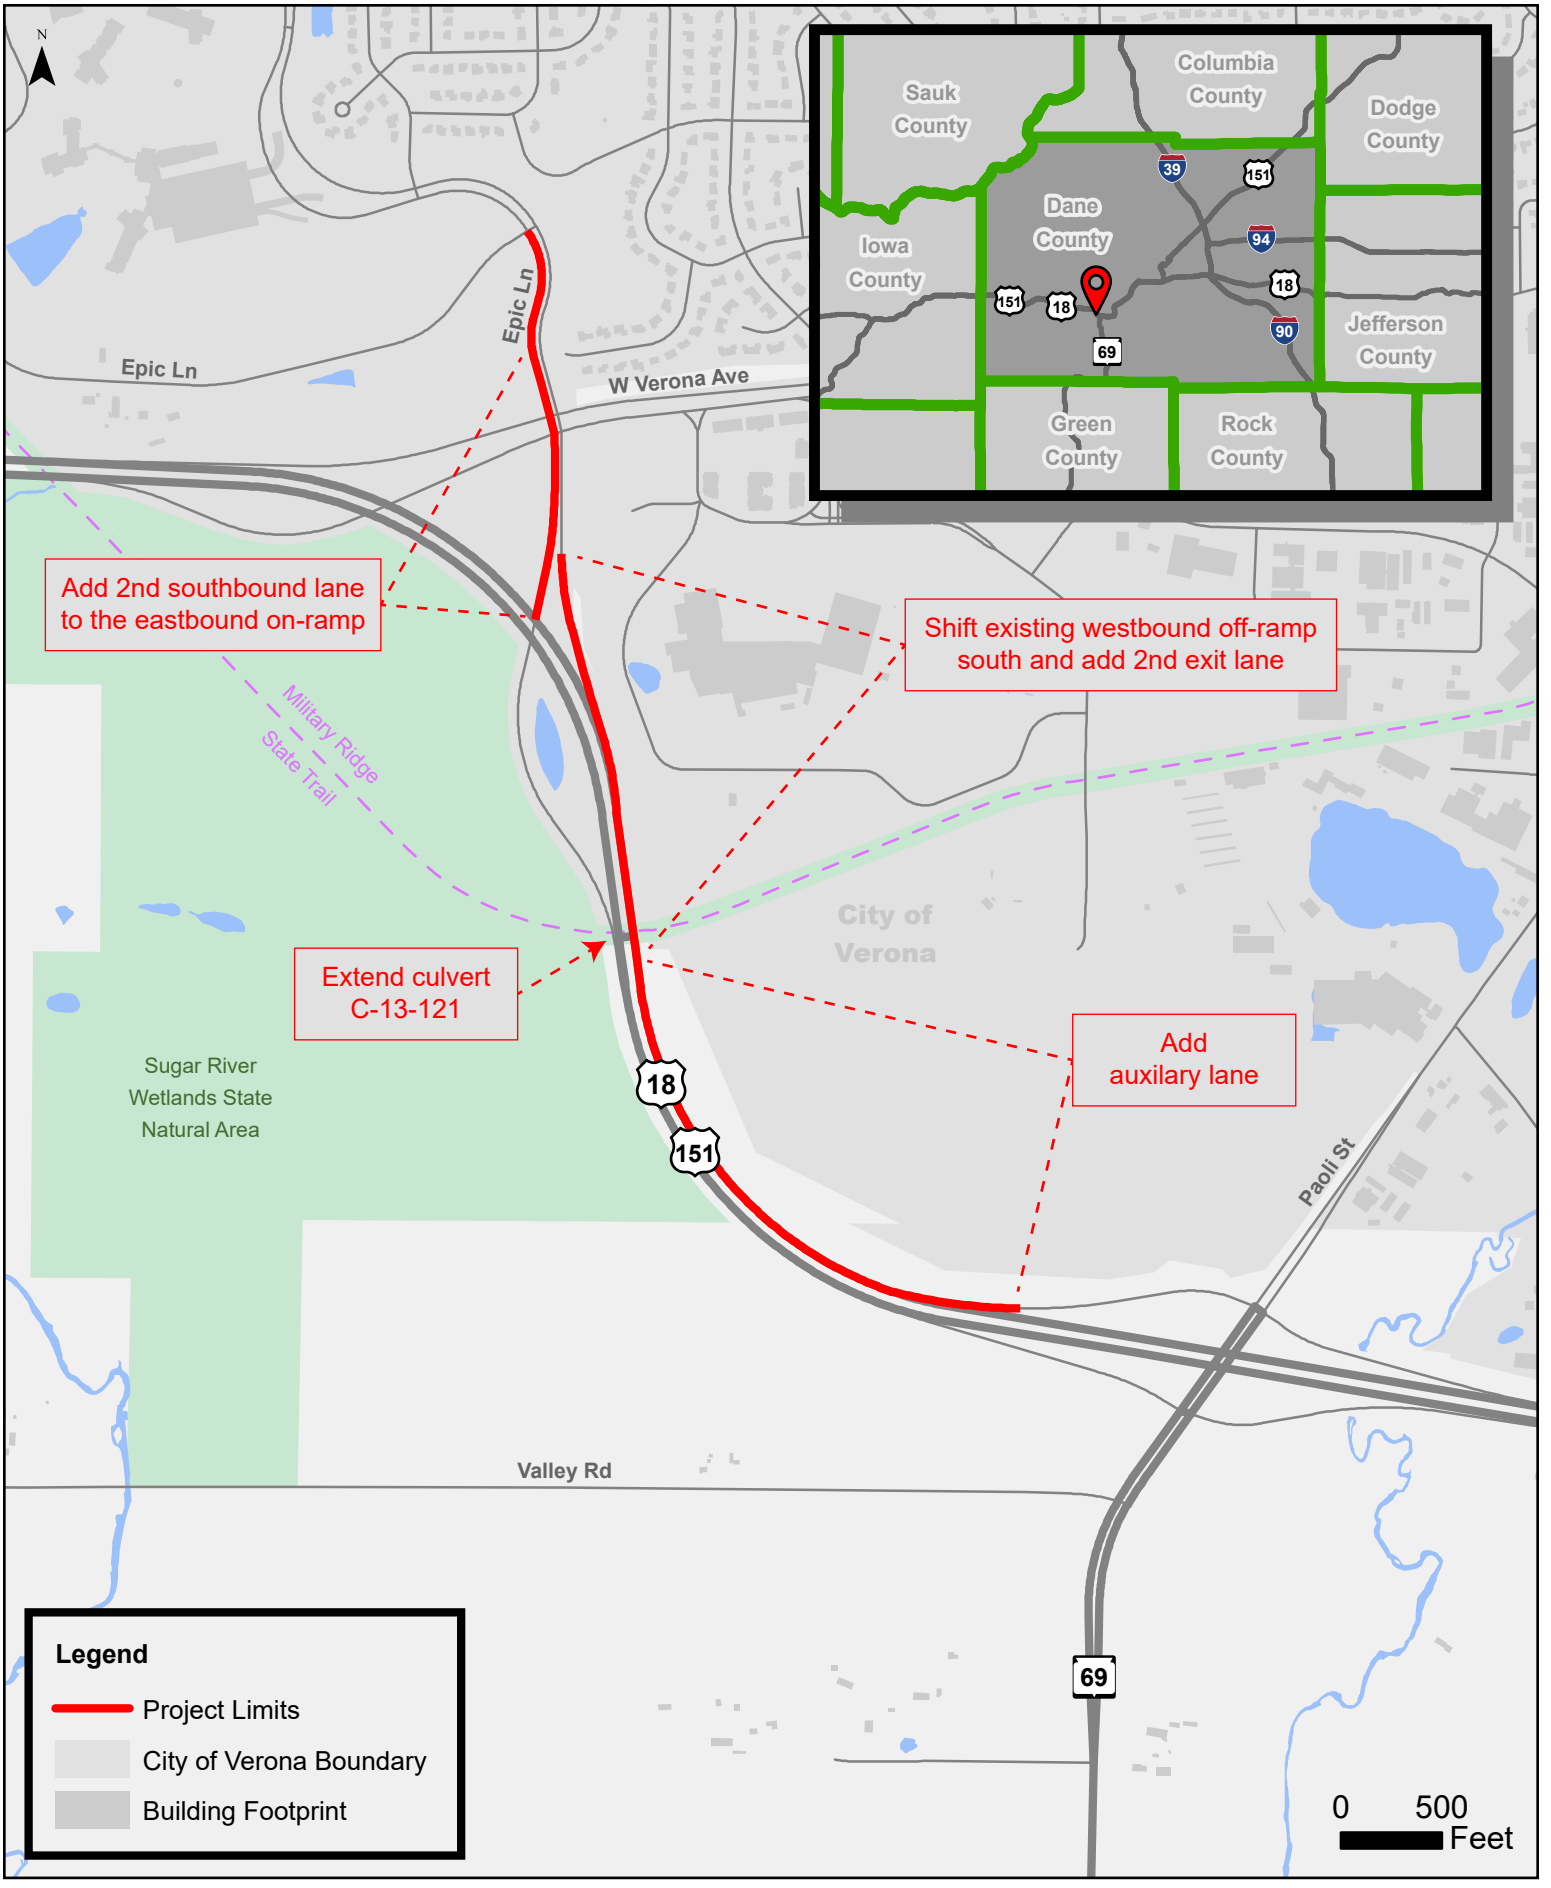 N
Sauk
County
Columbia
County
Dodge
County
39
151
Dane
County
94
Iowa
County
151
18
18
90
69
Jefferson
County
Green
County
Rock
County
Epic Ln
Epic Ln
W Verona Ave
Add 2nd southbound lane
to the eastbound on-ramp
Shift existing westbound off-ramp
south and add 2nd exit lane
Military Ridge
State Trail
City of
Verona
Extend culvert
C-13-121
Add
auxilary lane
Sugar River
Wetlands State
Natural Area
18
151
Paoli St
Valley Rd
69
Legend
Project Limits
City of Verona Boundary
Building Footprint
0 500
Feet